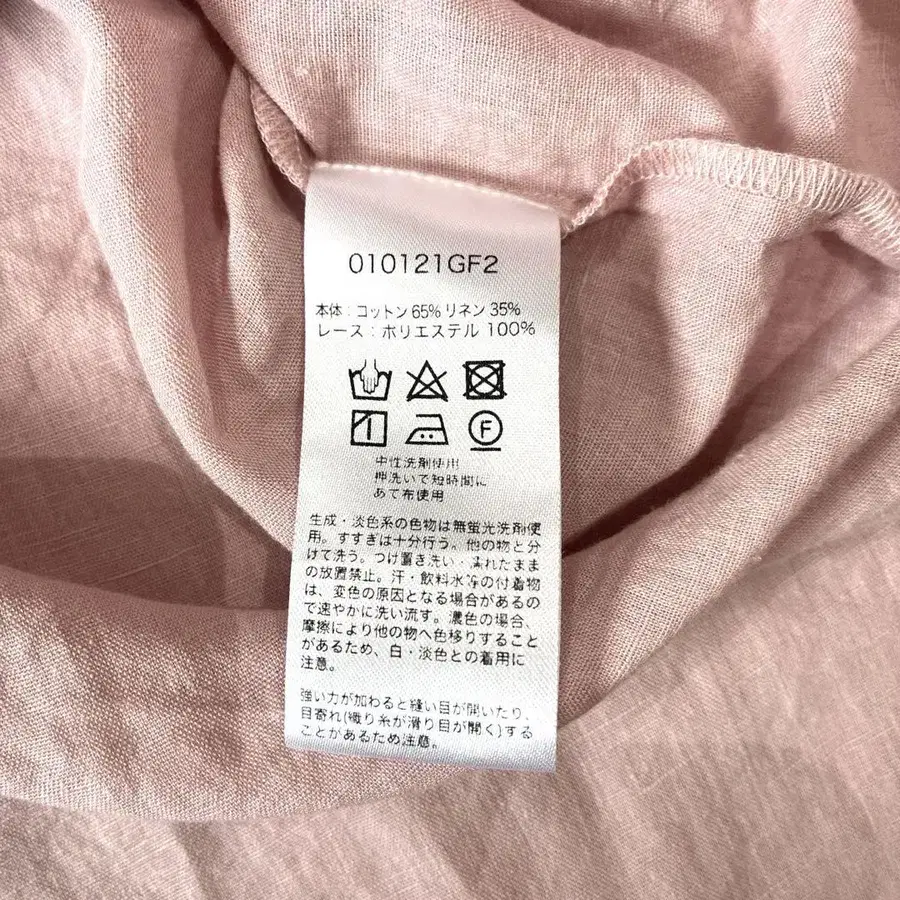 010121GF2
本体：コットン 65% リネン 35%
レース：ポリエステル 100%
F
中性洗剤使用
押洗いで短時間に
あて布使用
生成・淡色系の色物は無蛍光洗剤使
用。すすぎは十分行う。他の物と分
けて洗う。つけ置き洗い・濡れたまま
の放置禁止。汗・飲料水等の付着物
は、変色の原因となる場合があるの
で速やかに洗い流す。濃色の場合、
摩擦により他の物へ色移りすること
があるため、白・淡色との着用に
注意。
強い力が加わると縫い目が開いたり、
目寄れ(織り糸が滑り目が開く)する
ことがあるため注意。